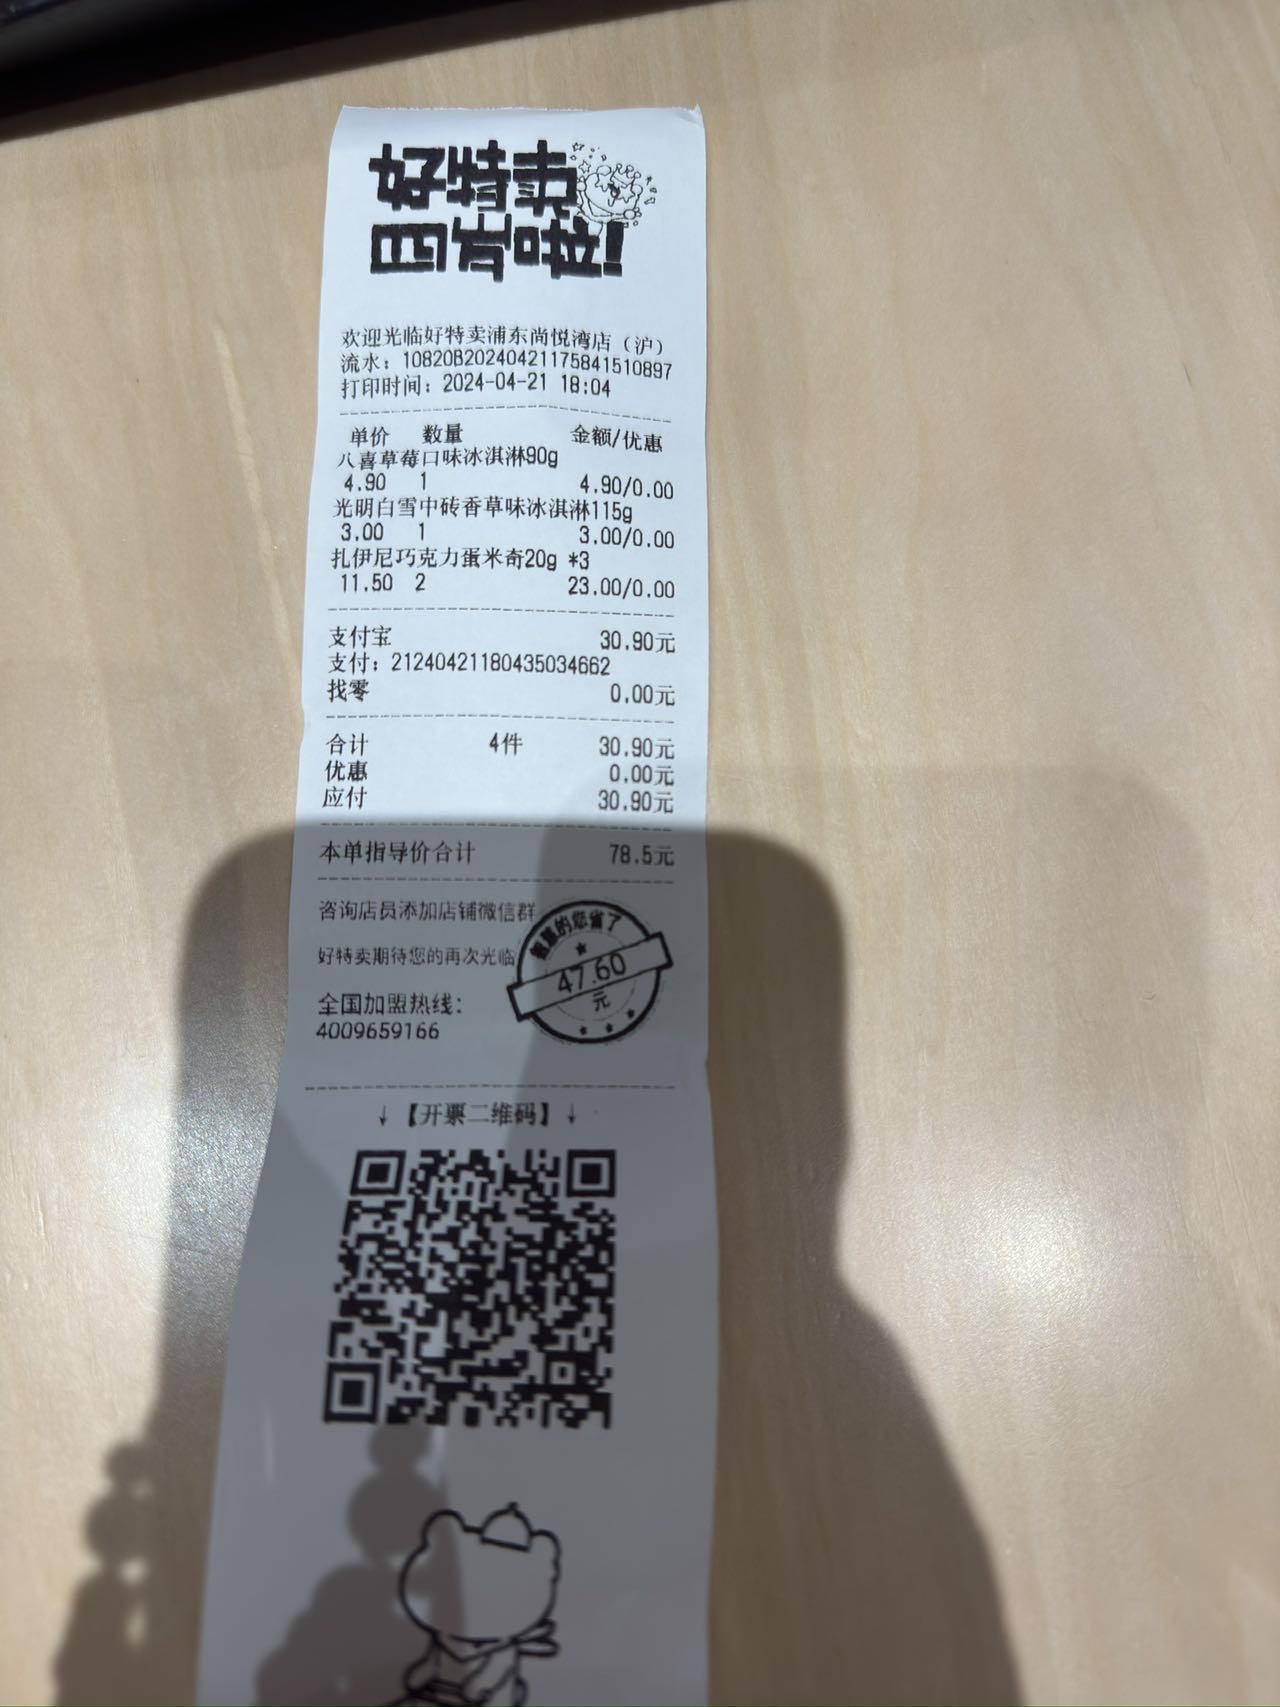 欢迎光临好特卖浦东尚悦湾店（沪）
流水：10820B20240421175841510897
打印时间：2024-04-21 18:04
单价 数量 金额/优惠
八喜草莓口味冰淇淋90g
4.90 1 4.90/0.00
光明白雪中砖香草味冰淇淋115g
3.00 1 3.00/0.00
扎伊尼巧克力蛋米奇20g *3
11.50 2 23.00/0.00
支付宝 30.90元
支付：21240421180435034662
找零 0.00元
合计 4件 30.90元
优惠 0.00元
应付 30.90元
本单指导价合计 78.5元
咨询店员添加店铺微信群
好特卖期待您的再次光临
的您省了
47.60
元
全国加盟热线：
4009659166
↓【开票二维码】↓